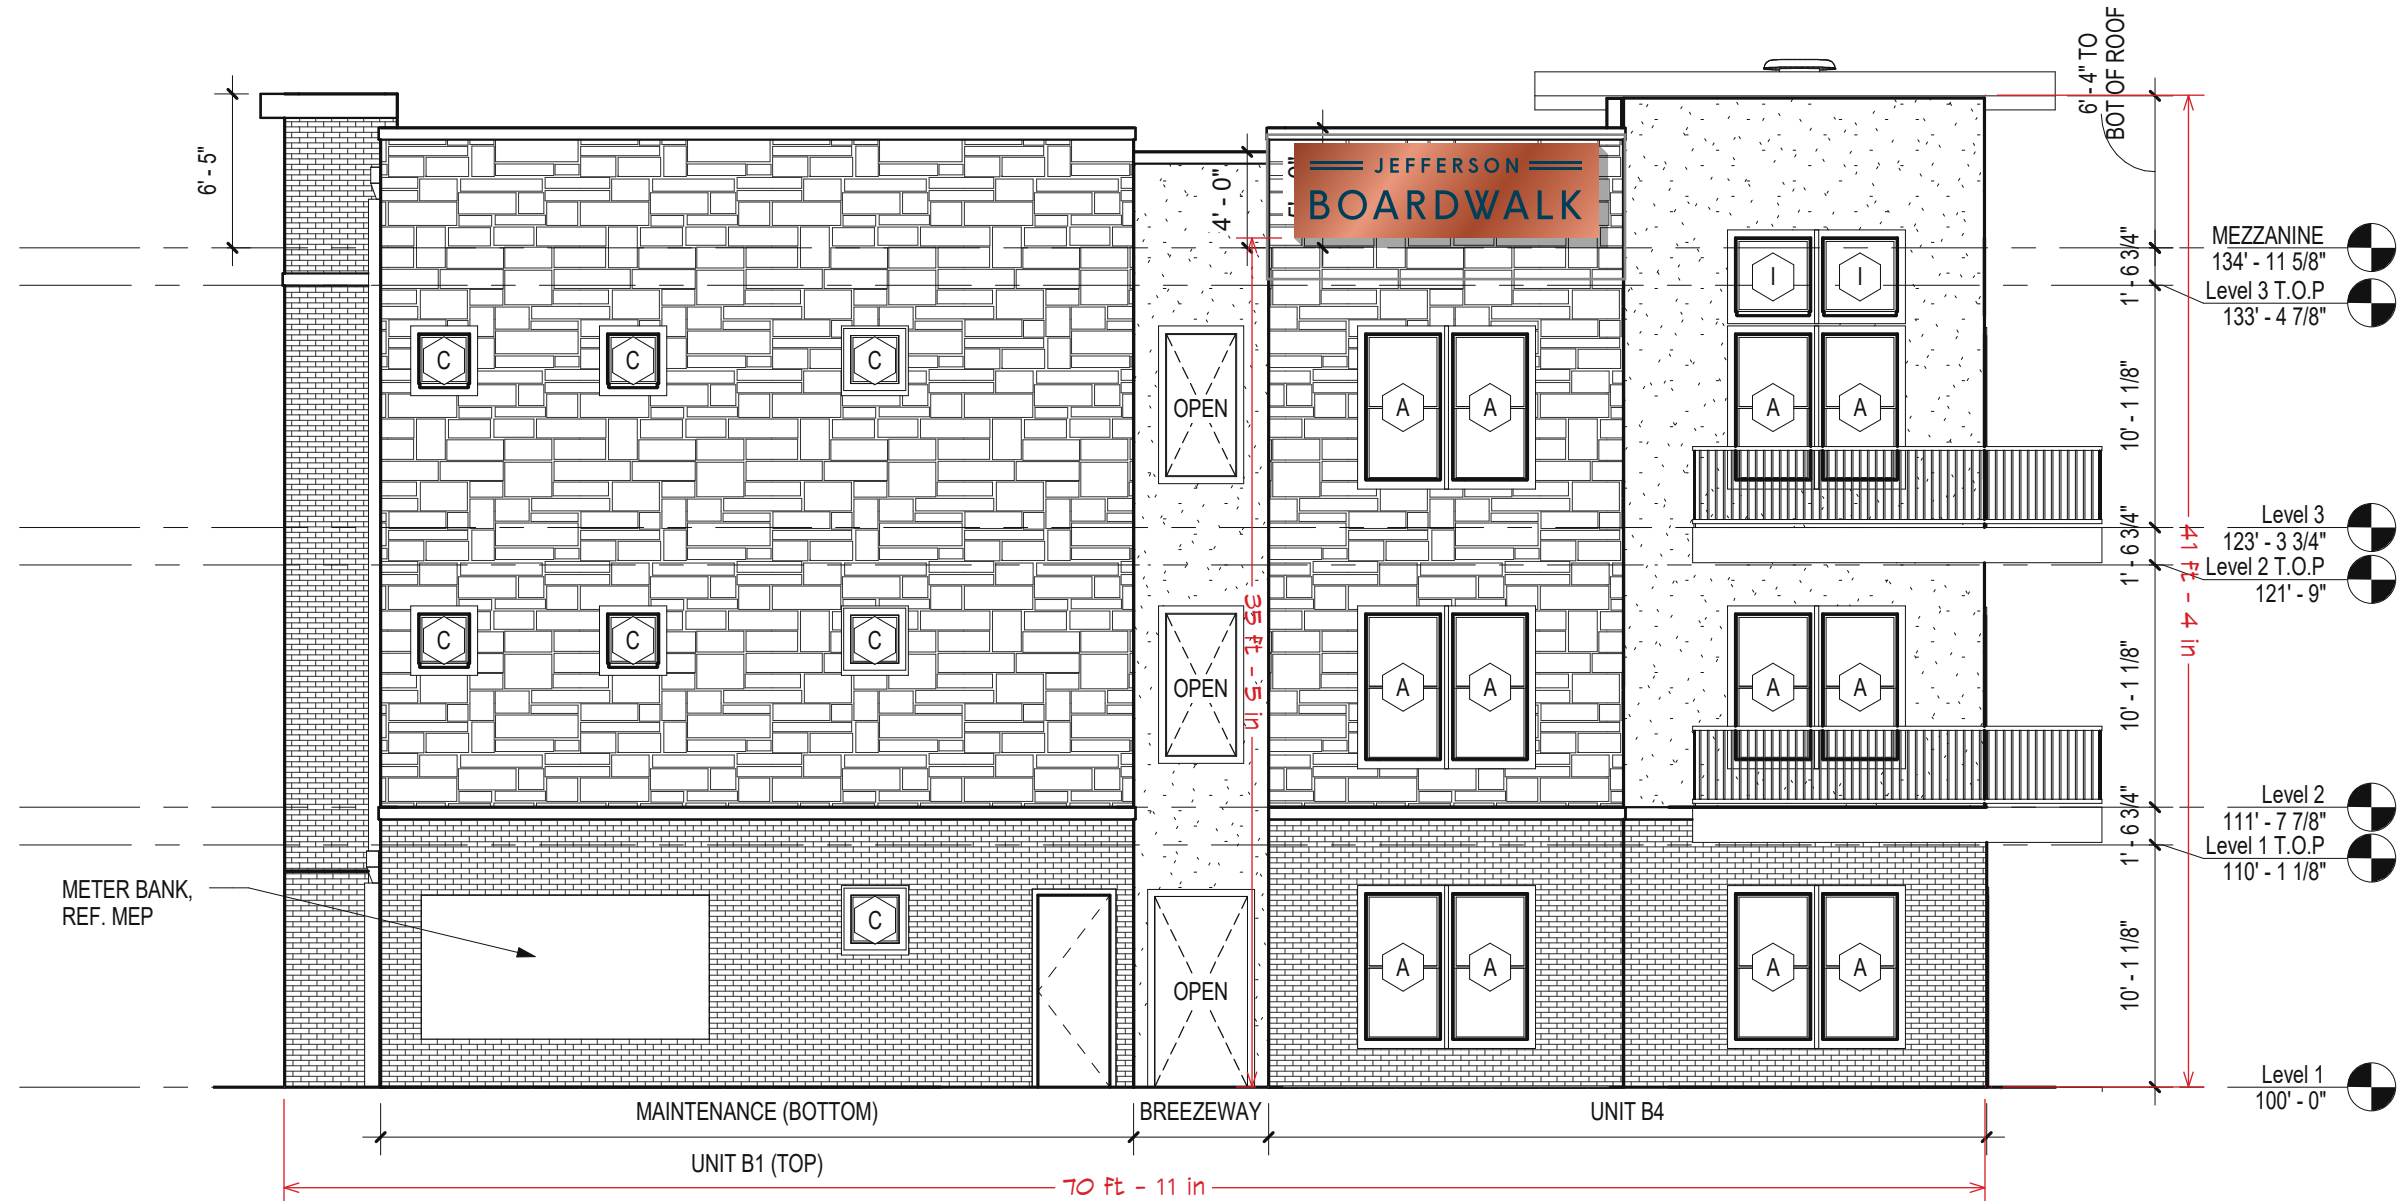 6' - 4" TO
BOT OF ROOF
6' - 5"
4' - 0"
JEFFERSON
BOARDWALK
MEZZANINE
134' - 11 5/8"
1' - 6 3/4"
Level 3 T.O.P
133' - 4 7/8"
I
I
C
C
C
OPEN
A
A
A
A
10' - 1 1/8"
Level 3
123' - 3 3/4"
1' - 6 3/4"
Level 2 T.O.P
121' - 9"
41 ft - 4 in
35 ft - 5 in
C
C
C
OPEN
A
A
A
A
10' - 1 1/8"
Level 2
111' - 7 7/8"
1' - 6 3/4"
Level 1 T.O.P
110' - 1 1/8"
METER BANK,
REF. MEP
C
OPEN
A
A
A
A
10' - 1 1/8"
Level 1
100' - 0"
MAINTENANCE (BOTTOM)
BREEZEWAY
UNIT B4
UNIT B1 (TOP)
70 ft - 11 in